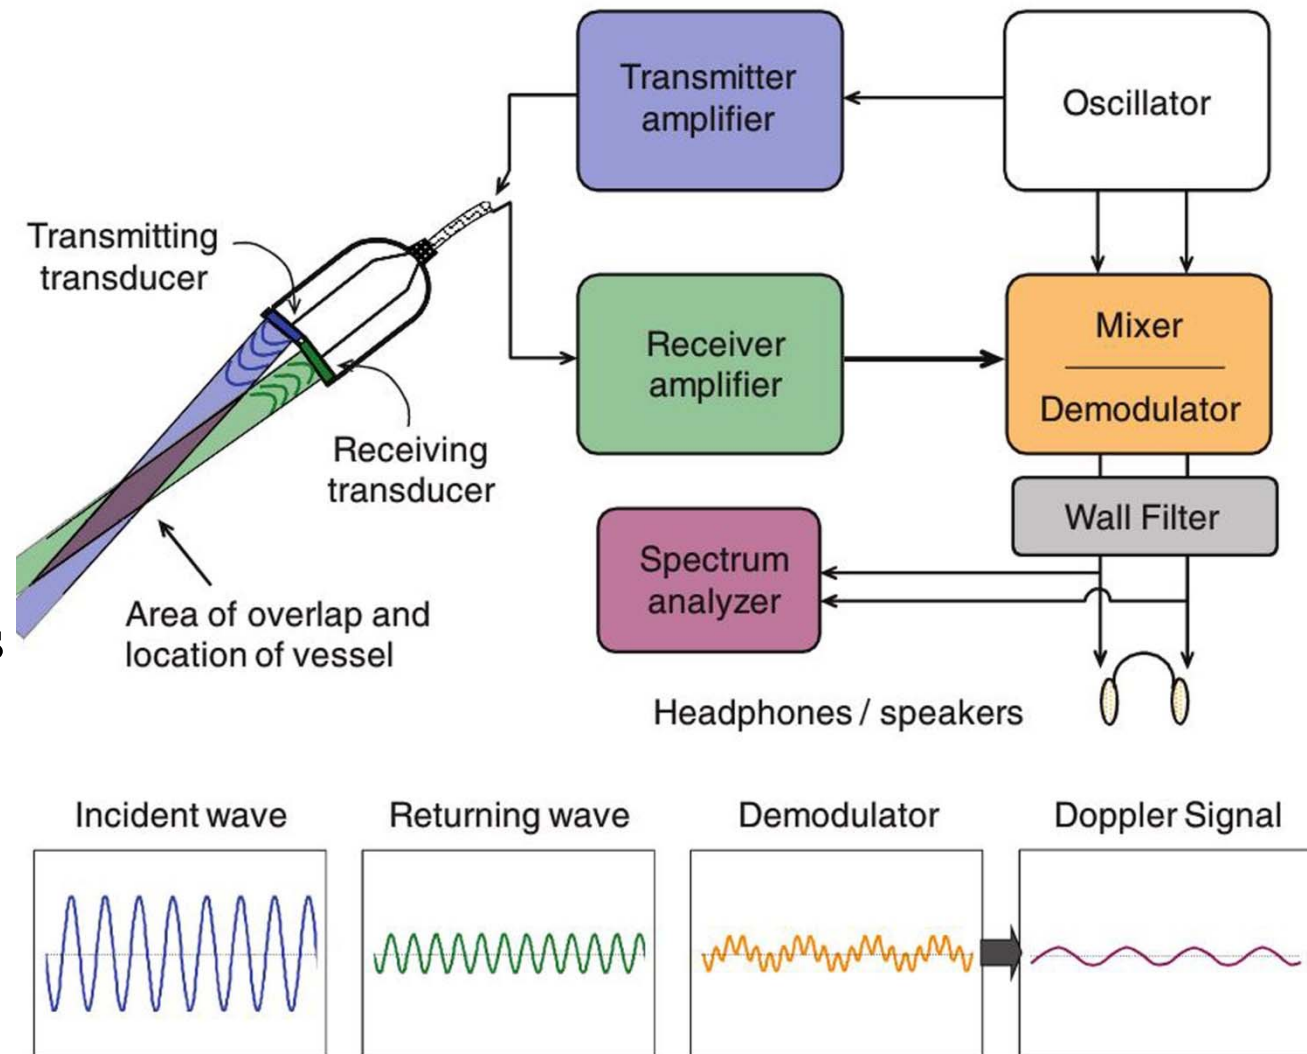 Transmitter
amplifier
Oscillator
Transmitting
transducer
Receiver
amplifier
Mixer
Demodulator
Receiving
transducer
Wall Filter
Spectrum
analyzer
Area of overlap and
location of vessel
Headphones / speakers
Incident wave
Returning wave
Demodulator
Doppler Signal